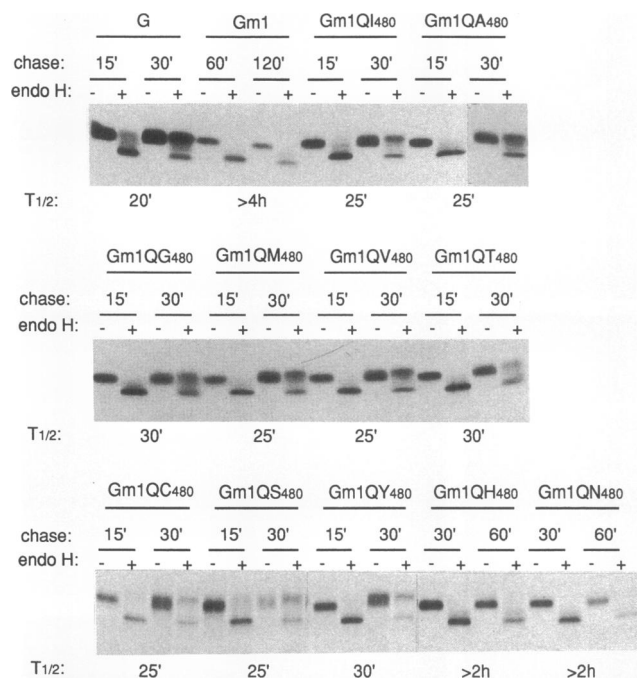 G Gm1 Gm1QI480 Gm1QA480
chase: 15' 30' 60' 120' 15' 30' 15' 30'
endo H: - + - + - + - + - + - + - + - +
T1/2: 20' >4h 25' 25'
Gm1QG480 Gm1QM480 Gm1QV480 Gm1QT480
chase: 15' 30' 15' 30' 15' 30' 15' 30'
endo H: - + - + - + - + - + - + - + - +
T1/2: 30' 25' 25' 30'
Gm1QC480 Gm1QS480 Gm1QY480 Gm1QH480 Gm1QN480
chase: 15' 30' 15' 30' 15' 30' 30' 60' 30' 60'
endo H: - + - + - + - + - + - + - + - + - + - +
T1/2: 25' 25' 30' >2h >2h